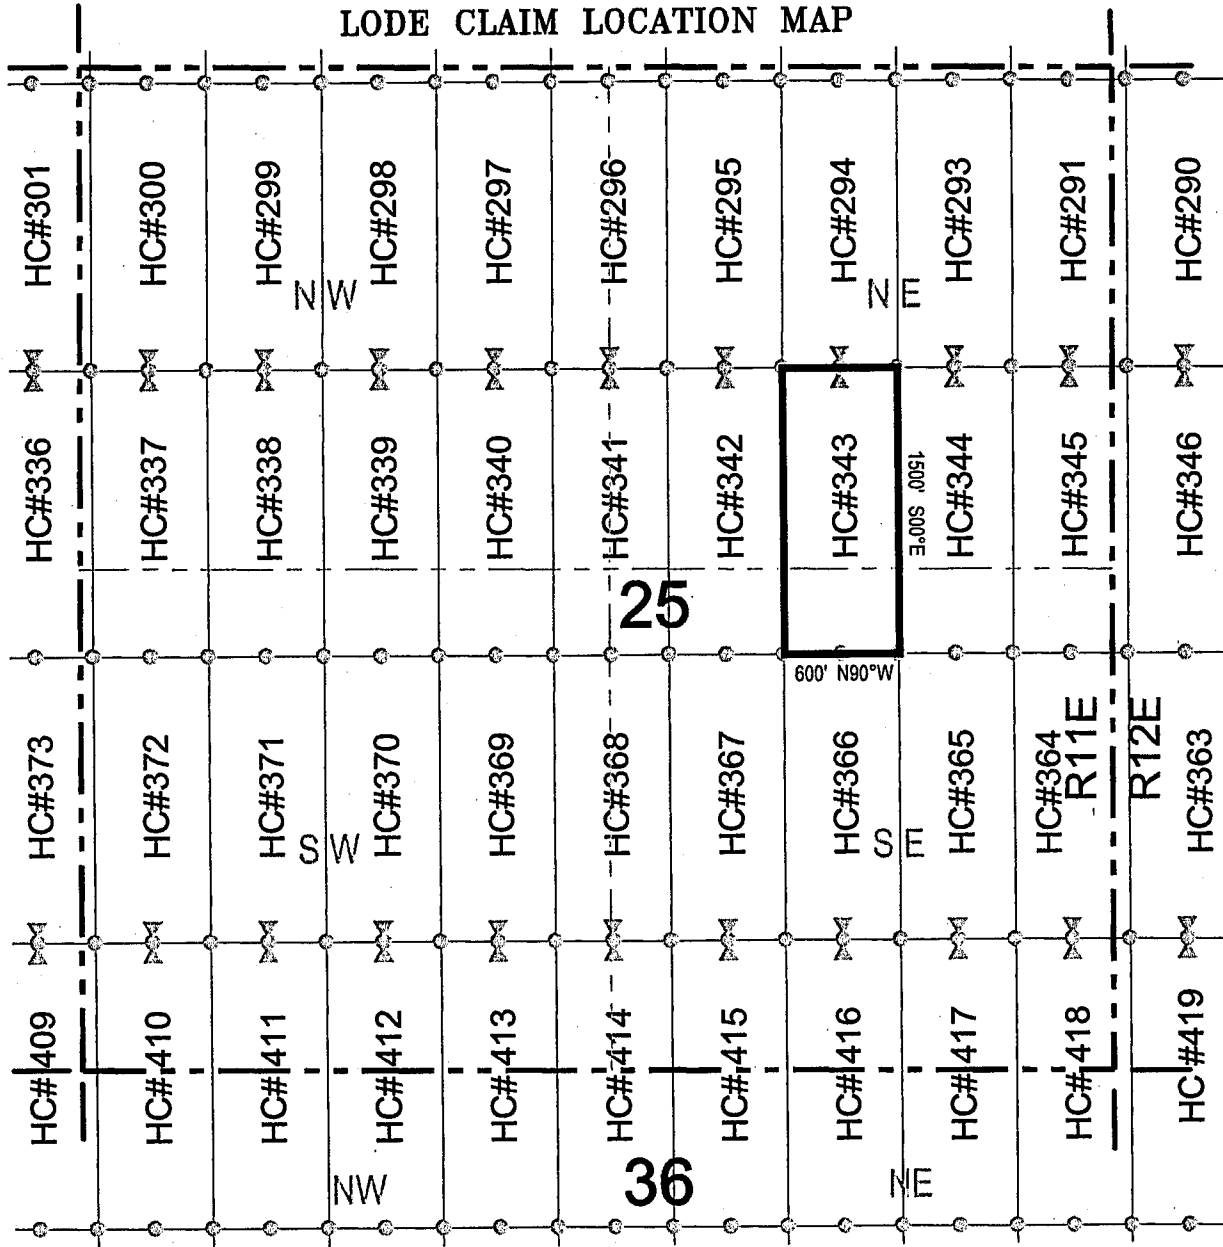 LODE CLAIM LOCATION MAP
HC#301
HC#300
HC#299
HC#298
HC#297
HC#296
HC#295
HC#294
HC#293
HC#291
HC#290
NW
NE
HC#336
HC#337
HC#338
HC#339
HC#340
HC#341
HC#342
HC#343
1500' S00°E
HC#344
HC#345
HC#346
25
600' N90°W
HC#373
HC#372
HC#371
HC#370
HC#369
HC#368
HC#367
HC#366
HC#365
HC#364
R11E
R12E
HC#363
SW
SE
HC#409
HC#410
HC#411
HC#412
HC#413
HC#414
HC#415
HC#416
HC#417
HC#418
HC#419
NW
36
NE